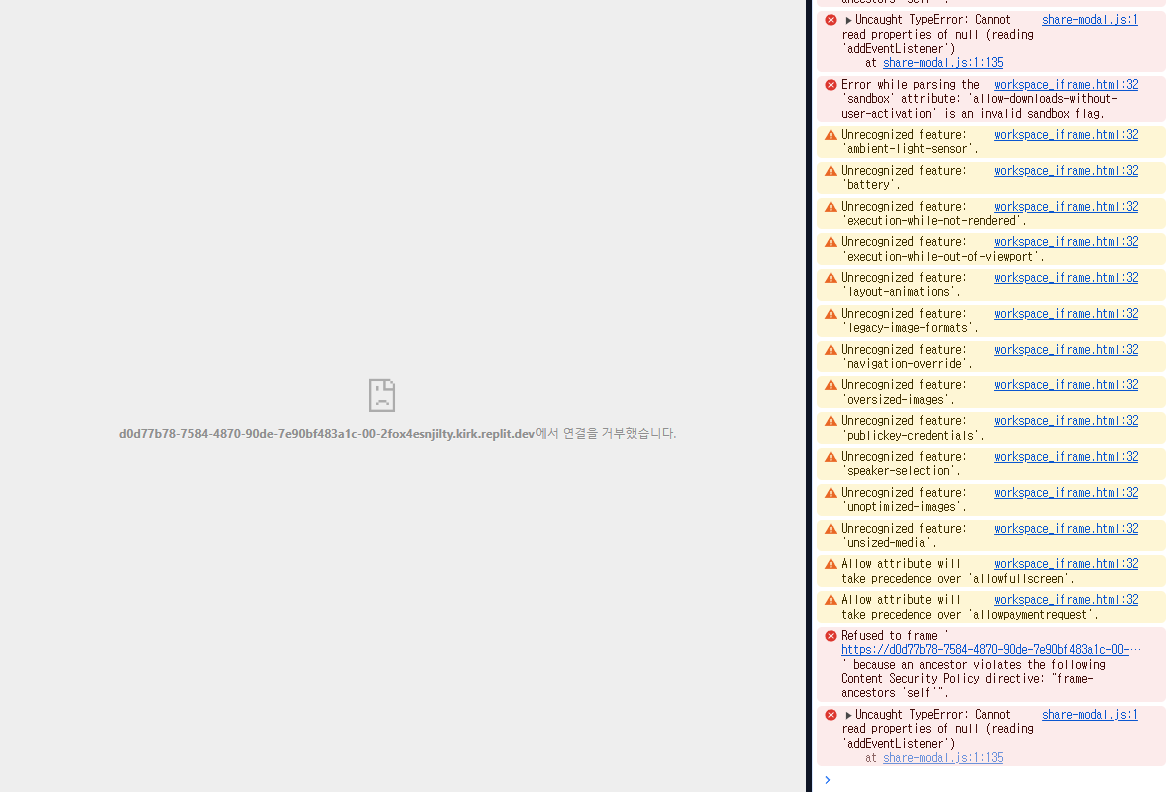 ancestors 'self'".
Uncaught TypeError: Cannot share-modal.js:1
read properties of null (reading
'addEventListener')
at share-modal.js:1:135
Error while parsing the workspace_iframe.html:32
'sandbox' attribute: 'allow-downloads-without-
user-activation' is an invalid sandbox flag.
Unrecognized feature: workspace_iframe.html:32
'ambient-light-sensor'.
Unrecognized feature: workspace_iframe.html:32
'battery'.
Unrecognized feature: workspace_iframe.html:32
'execution-while-not-rendered'.
Unrecognized feature: workspace_iframe.html:32
'execution-while-out-of-viewport'.
Unrecognized feature: workspace_iframe.html:32
'layout-animations'.
Unrecognized feature: workspace_iframe.html:32
'legacy-image-formats'.
Unrecognized feature: workspace_iframe.html:32
'navigation-override'.
Unrecognized feature: workspace_iframe.html:32
'oversized-images'.
Unrecognized feature: workspace_iframe.html:32
'publickey-credentials'.
Unrecognized feature: workspace_iframe.html:32
'speaker-selection'.
Unrecognized feature: workspace_iframe.html:32
'unoptimized-images'.
Unrecognized feature: workspace_iframe.html:32
'unsized-media'.
Allow attribute will workspace_iframe.html:32
take precedence over 'allowfullscreen'.
Allow attribute will workspace_iframe.html:32
take precedence over 'allowpaymentrequest'.
Refused to frame '
https://d0d77b78-7584-4870-90de-7e90bf483a1c-00-…
' because an ancestor violates the following
Content Security Policy directive: "frame-
ancestors 'self'".
Uncaught TypeError: Cannot share-modal.js:1
read properties of null (reading
'addEventListener')
at share-modal.js:1:135
d0d77b78-7584-4870-90de-7e90bf483a1c-00-2fox4esnjilty.kirk.replit.dev에서 연결을 거부했습니다.